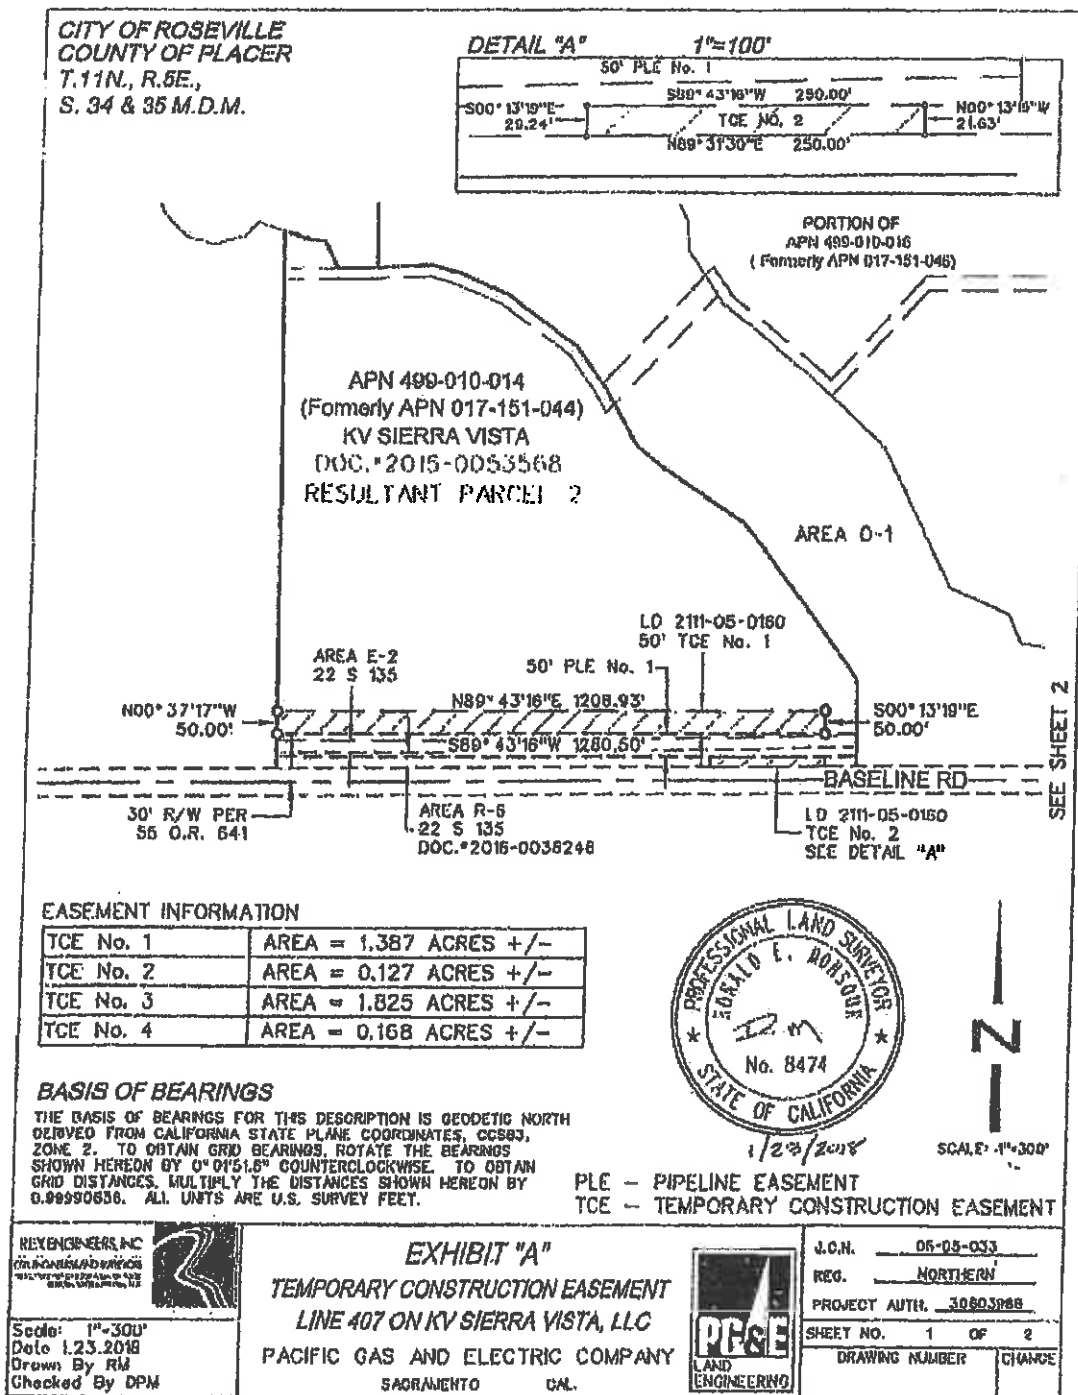 CITY OF ROSEVILLE
COUNTY OF PLACER
T.11N., R.5E.,
S. 34 & 35 M.D.M.
DETAIL "A" 1"=100'
50' PLE No. 1
S89°43'16"W 250.00'
S00°13'19"E
29.24'
TCE NO. 2
N00°13'19"W
21.63'
N89°31'30"E 250.00'
PORTION OF
APN 499-010-016
(Formerly APN 017-151-046)
APN 499-010-014
(Formerly APN 017-151-044)
KV SIERRA VISTA
DOC.#2015-0053568
RESULTANT PARCEL 2
AREA O-1
LD 2111-05-0160
50' TCE No. 1
AREA E-2
22 S 135
50' PLE No. 1
N89°43'16"E 1208.93'
N00°37'17"W
50.00'
S00°13'19"E
50.00'
S89°43'16"W 1280.50'
BASELINE RD
SEE SHEET 2
30' R/W PER
55 O.R. 641
AREA R-6
22 S 135
DOC.#2016-0038248
LD 2111-05-0160
TCE No. 2
SEE DETAIL "A"
EASEMENT INFORMATION
TCE No. 1 AREA = 1.387 ACRES +/-
TCE No. 2 AREA = 0.127 ACRES +/-
TCE No. 3 AREA = 1.825 ACRES +/-
TCE No. 4 AREA = 0.168 ACRES +/-
PROFESSIONAL LAND SURVEYOR
No. 8474
STATE OF CALIFORNIA
1/23/2018
N
SCALE: 1"=300'
BASIS OF BEARINGS
THE BASIS OF BEARINGS FOR THIS DESCRIPTION IS GEODETIC NORTH
DERIVED FROM CALIFORNIA STATE PLANE COORDINATES, CCS83,
ZONE 2. TO OBTAIN GRID BEARINGS, ROTATE THE BEARINGS
SHOWN HEREON BY 0°01'51.8" COUNTERCLOCKWISE. TO OBTAIN
GRID DISTANCES, MULTIPLY THE DISTANCES SHOWN HEREON BY
ALL UNITS ARE U.S. SURVEY FEET.
PLE - PIPELINE EASEMENT
TCE - TEMPORARY CONSTRUCTION EASEMENT
REY ENGINEERS, INC
Scale: 1"=300'
Date 1.23.2018
Drawn By RM
Checked By DPM
EXHIBIT "A"
TEMPORARY CONSTRUCTION EASEMENT
LINE 407 ON KV SIERRA VISTA, LLC
PACIFIC GAS AND ELECTRIC COMPANY
SACRAMENTO CAL.
PG&E
LAND
ENGINEERING
J.C.N. 05-05-033
REG. NORTHERN
PROJECT AUTH. 30603988
SHEET NO. 1 OF 2
DRAWING NUMBER CHANGE